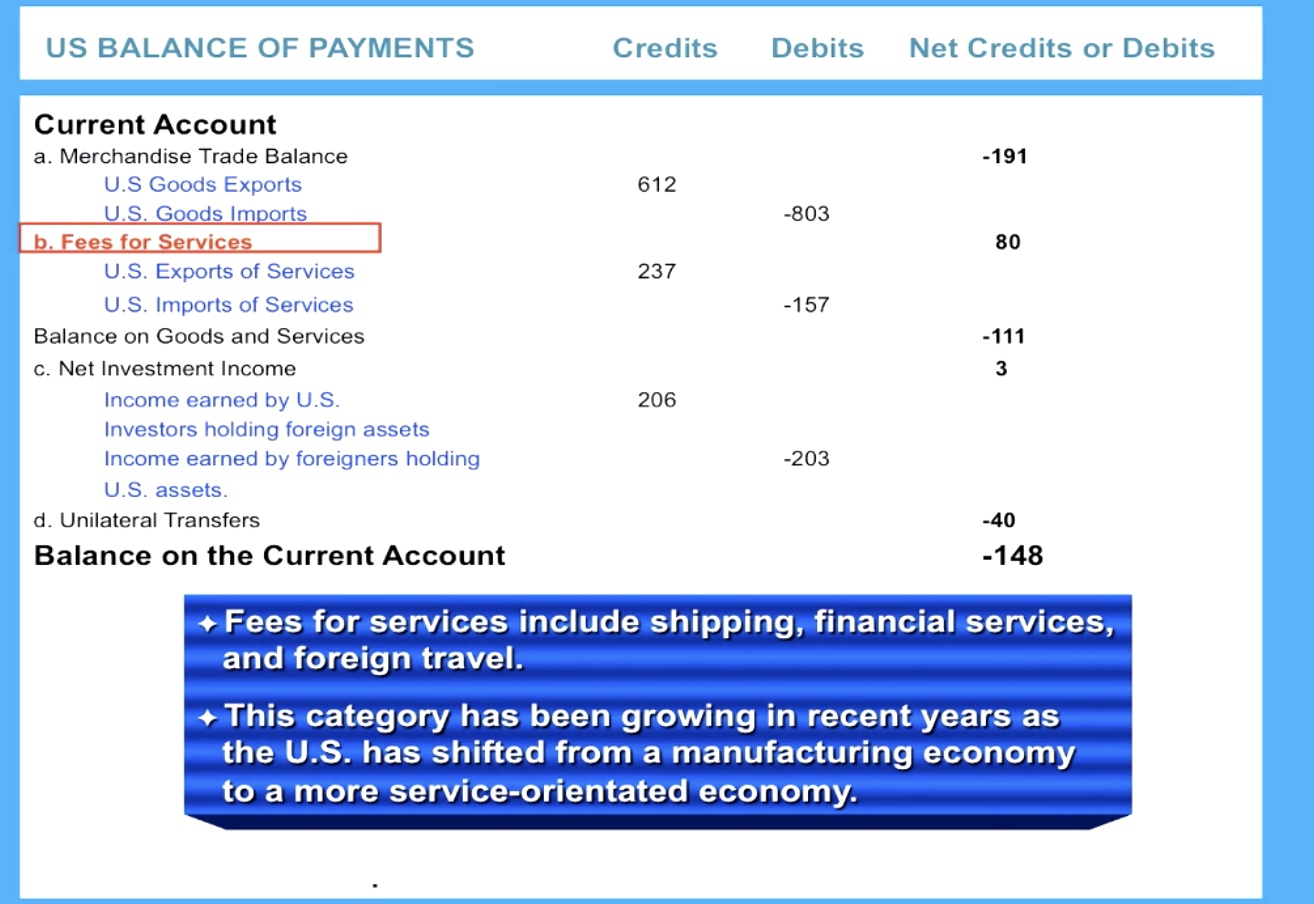 US BALANCE OF PAYMENTS Credits Debits Net Credits or Debits
Current Account
a. Merchandise Trade Balance -191
U.S Goods Exports 612
U.S. Goods Imports -803
b. Fees for Services 80
U.S. Exports of Services 237
U.S. Imports of Services -157
Balance on Goods and Services -111
c. Net Investment Income 3
Income earned by U.S. 206
Investors holding foreign assets
Income earned by foreigners holding -203
U.S. assets.
d. Unilateral Transfers -40
Balance on the Current Account -148
✦ Fees for services include shipping, financial services,
and foreign travel.
✦ This category has been growing in recent years as
the U.S. has shifted from a manufacturing economy
to a more service-orientated economy.
.